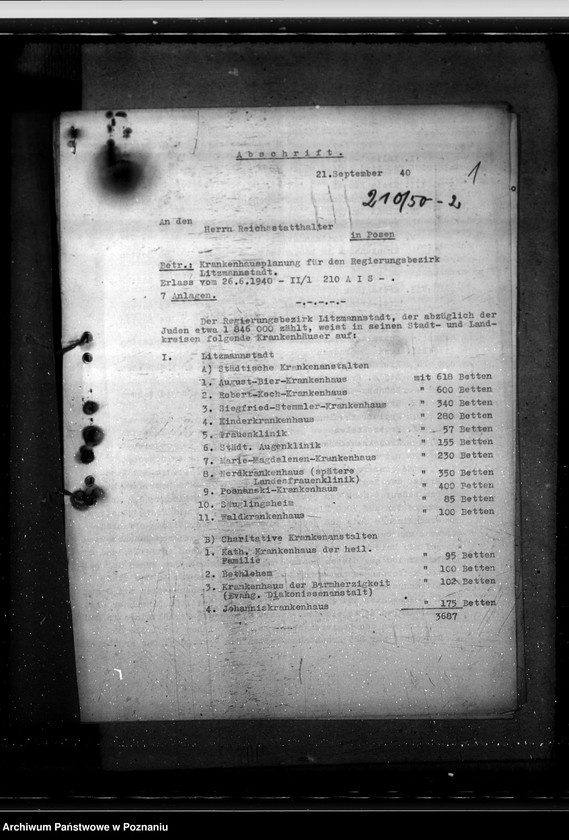 Abschrift.
21.September 40
1
210/50-2
An den
Herrn Reichsstatthalter
in Posen
Betr.: Krankenhausplanung für den Regierungsbezirk
Litzmannstadt.
Erlass vom 26.6.1940 - II/1 210 A I S - .
7 Anlagen.
-.-.-.-.-
Der Regierungsbezirk Litzmannstadt, der abzüglich der
Juden etwa 1 846 000 zählt, weist in seinen Stadt- und Land-
kreisen folgende Krankenhäuser auf:
I. Litzmannstadt
A) Städtische Krankenanstalten
1. August-Bier-Krankenhaus mit 618 Betten
2. Robert-Koch-Krankenhaus " 600 Betten
3. Siegfried-Stemmler-Krankenhaus " 340 Betten
4. Kinderkrankenhaus " 280 Betten
5. Frauenklinik " 57 Betten
6. Städt. Augenklinik " 155 Betten
7. Marie-Magdalenen-Krankenhaus " 230 Betten
8. Nordkrankenhaus (spätere " 350 Betten
Landesfrauenklinik)
9. Poznanski-Krankenhaus " 400 Betten
10. Säuglingsheim " 85 Betten
11. Waldkrankenhaus " 100 Betten
B) Charitative Krankenanstalten
1. Kath. Krankenhaus der heil.
Familie " 95 Betten
2. Bethlehem " 100 Betten
3. Krankenhaus der Barmherzigkeit " 102 Betten
(Evang. Diakonissenanstalt)
4. Johanniskrankenhaus " 175 Betten
3687
Archiwum Państwowe w Poznaniu